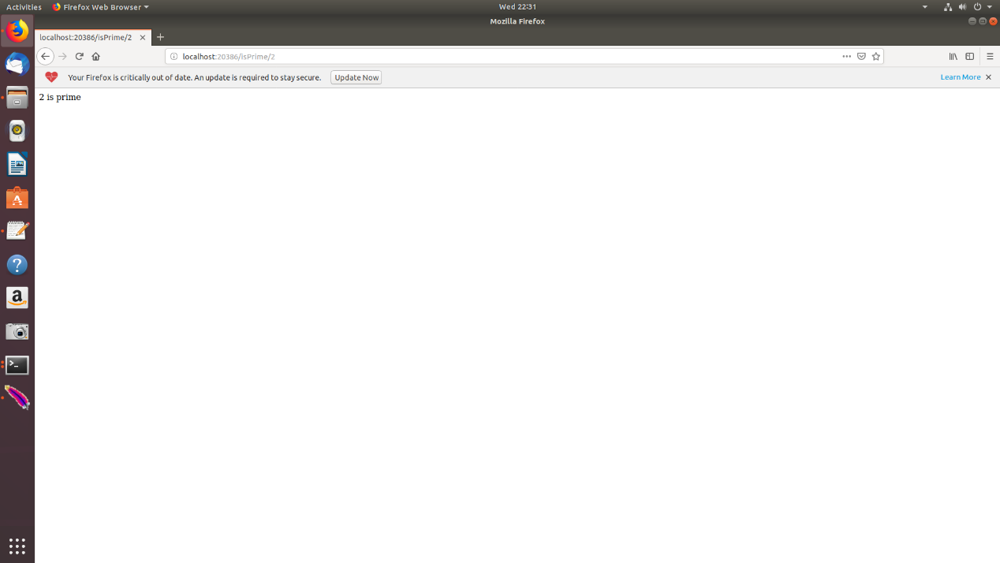 Activities Firefox Web Browser Wed 22:31
Mozilla Firefox
localhost:20386/isPrime/2
localhost:20386/isPrime/2
Your Firefox is critically out of date. An update is required to stay secure. Update Now Learn More
2 is prime